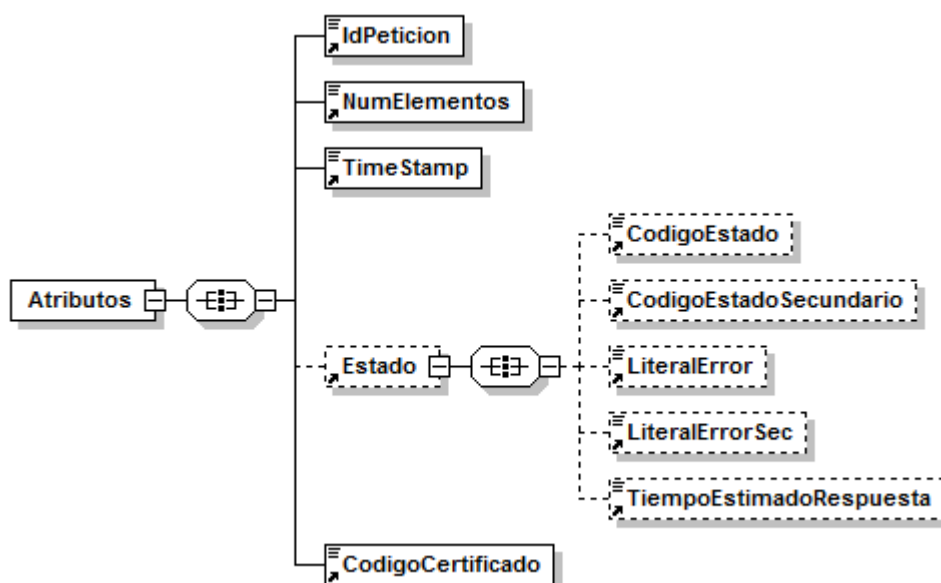 IdPeticion
NumElementos
TimeStamp
CodigoEstado
CodigoEstadoSecundario
Atributos
Estado
LiteralError
LiteralErrorSec
TiempoEstimadoRespuesta
CodigoCertificado